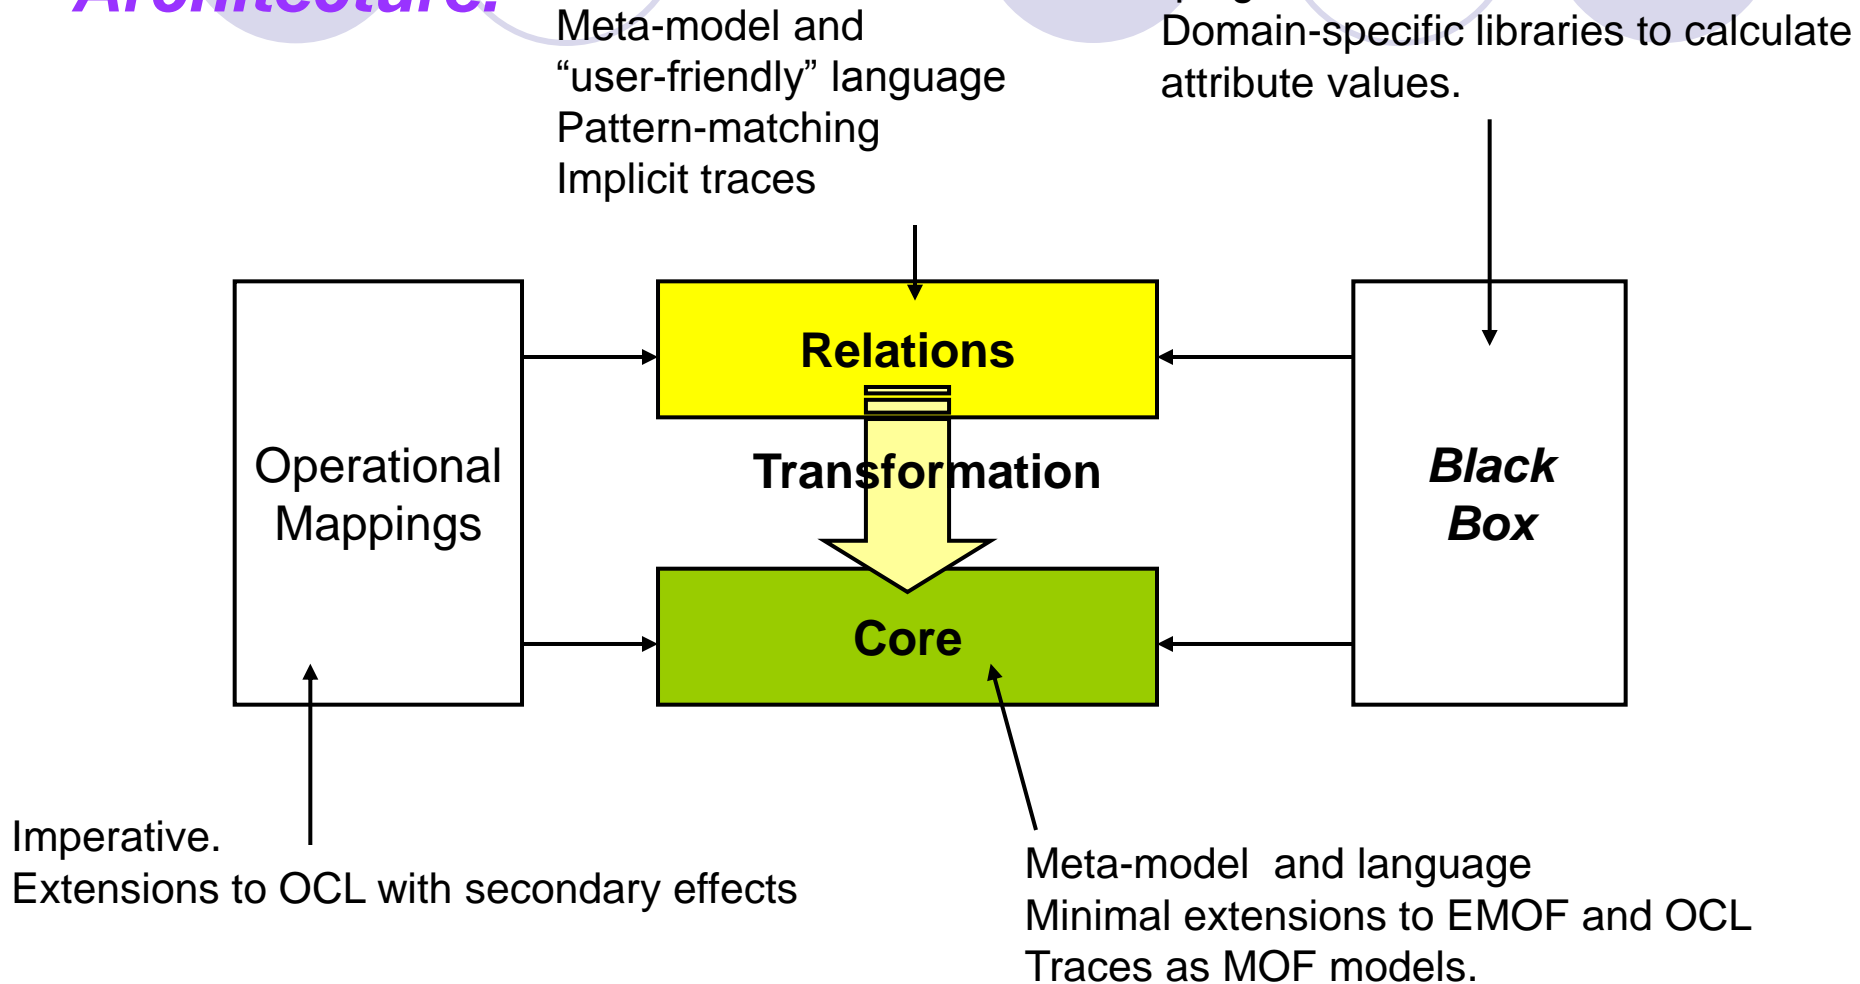 Architecture.
Meta-model and
“user-friendly” language
Pattern-matching
Implicit traces
Domain-specific libraries to calculate
attribute values.
Relations
Transformation
Operational
Mappings
Black
Box
Core
Imperative.
Extensions to OCL with secondary effects
Meta-model  and language
Minimal extensions to EMOF and OCL
Traces as MOF models.